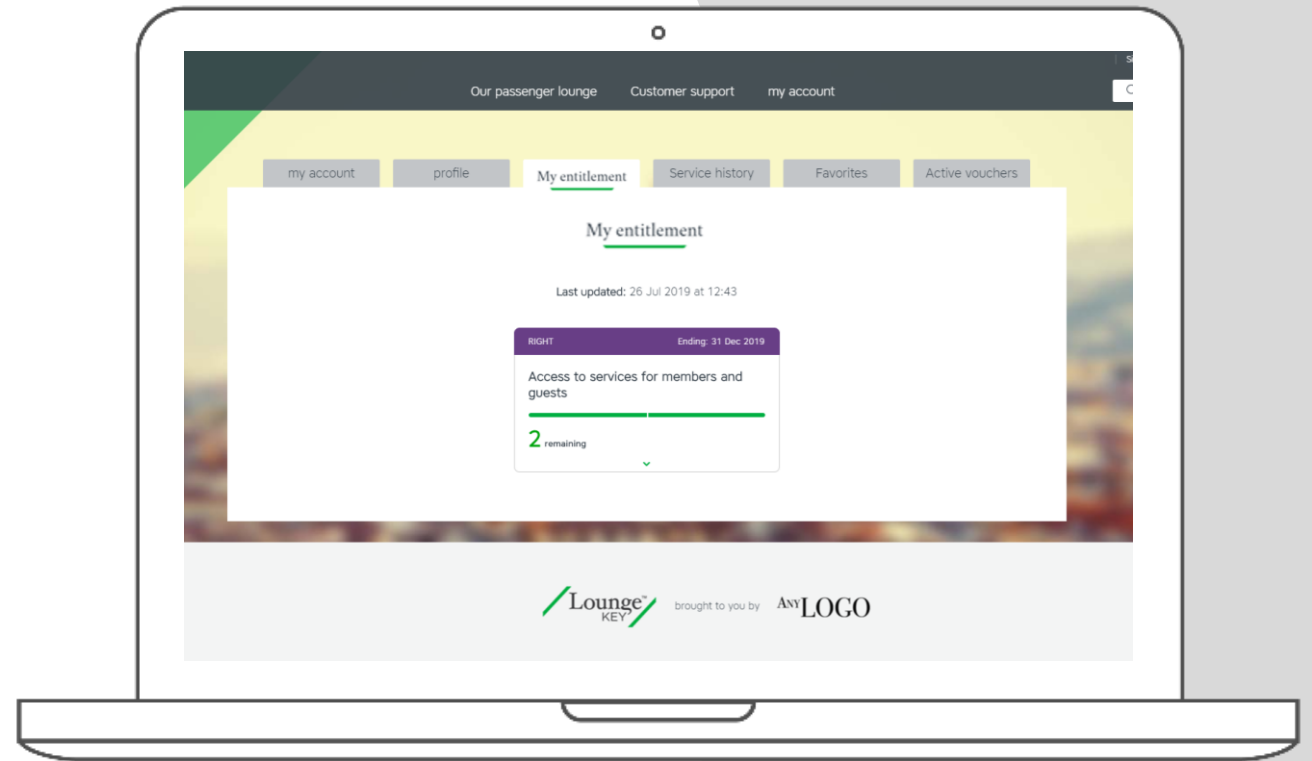 Our passenger lounge Customer support my account
my account profile My entitlement Service history Favorites Active vouchers
My entitlement
Last updated: 26 Jul 2019 at 12:43
RIGHT Ending: 31 Dec 2019
Access to services for members and
guests
2 remaining
Lounge™
KEY
brought to you by ANY LOGO